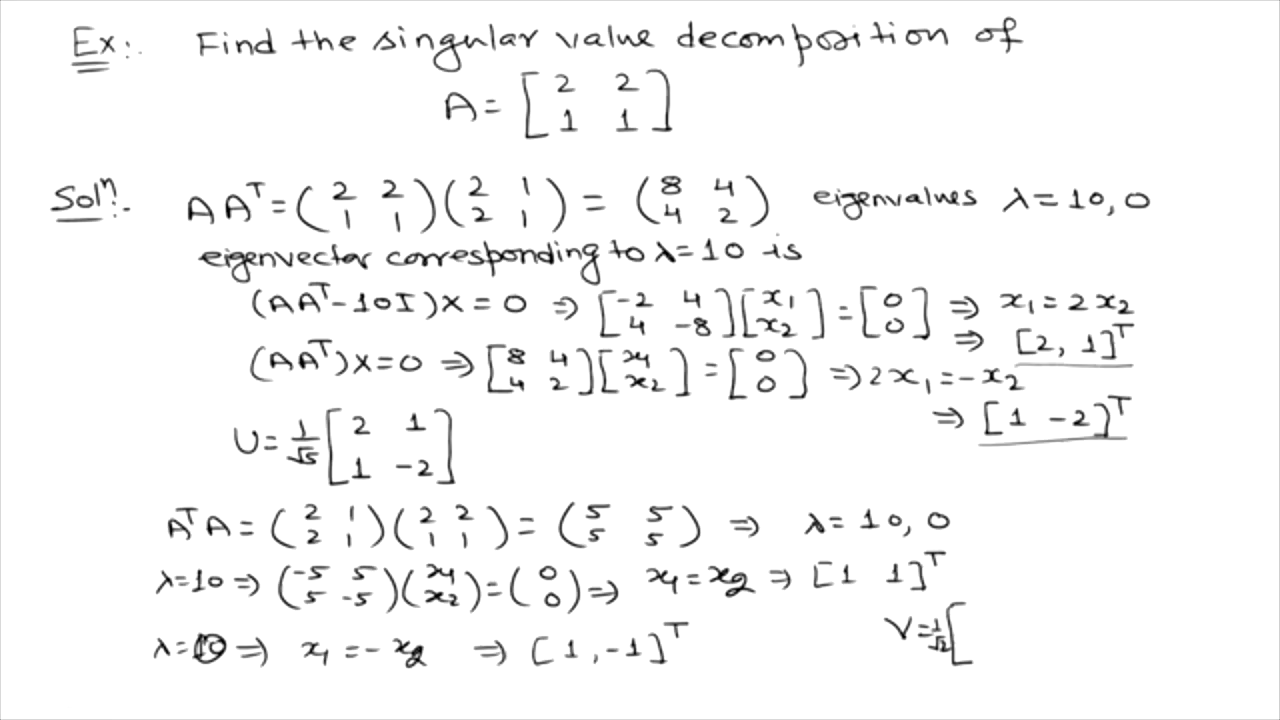 Ex:. Find the singular value decomposition of
A = [2 2; 1 1]
Solⁿ:. AAᵀ = (2 2; 1 1)(2 1; 2 1) = (8 4; 4 2) eigenvalues λ = 10, 0
eigenvector corresponding to λ = 10 is
(AAᵀ - 10I)X = 0 ⇒ [-2 4; 4 -8][x₁; x₂] = [0; 0] ⇒ x₁ = 2x₂
⇒ [2, 1]ᵀ
(AAᵀ)X = 0 ⇒ [8 4; 4 2][x₁; x₂] = [0; 0] ⇒ 2x₁ = -x₂
⇒ [1 -2]ᵀ
U = 1/√5 [2 1; 1 -2]
AᵀA = (2 1; 2 1)(2 2; 1 1) = (5 5; 5 5) ⇒ λ = 10, 0
λ = 10 ⇒ (-5 5; 5 -5)(x₁; x₂) = (0; 0) ⇒ x₁ = x₂ ⇒ [1 1]ᵀ
λ = 0 ⇒ x₁ = -x₂ ⇒ [1, -1]ᵀ
V = 1/√2 [